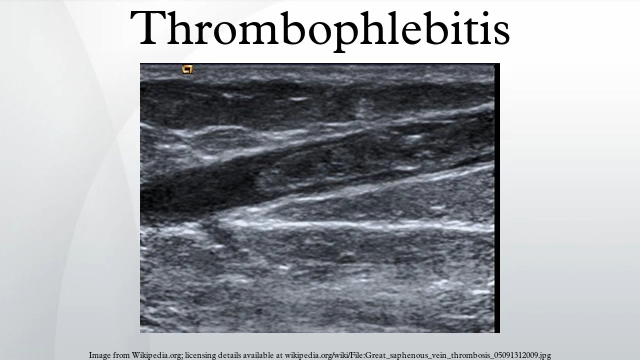 Thrombophlebitis
Image from Wikipedia.org; licensing details available at wikipedia.org/wiki/File:Great_saphenous_vein_thrombosis_05091312009.jpg